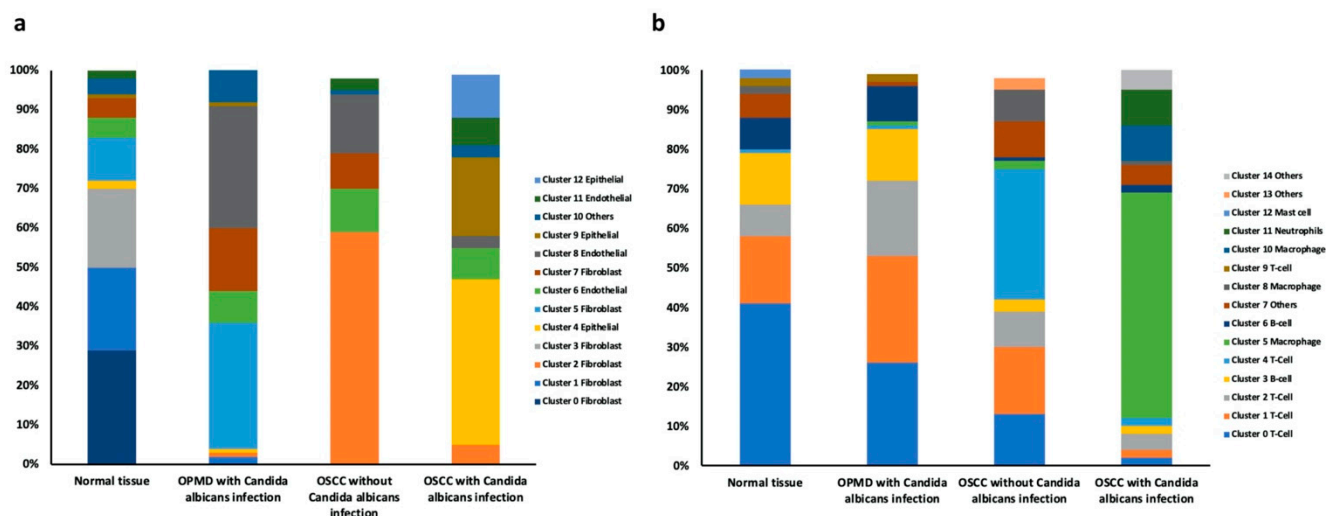 a
100%
90%
80%
70%
60%
50%
40%
30%
20%
10%
0%
Normal tissue
OPMD with Candida
albicans infection
OSCC without
Candida albicans
infection
OSCC with Candida
albicans infection
Cluster 12 Epithelial
Cluster 11 Endothelial
Cluster 10 Others
Cluster 9 Epithelial
Cluster 8 Endothelial
Cluster 7 Fibroblast
Cluster 6 Endothelial
Cluster 5 Fibroblast
Cluster 4 Epithelial
Cluster 3 Fibroblast
Cluster 2 Fibroblast
Cluster 1 Fibroblast
Cluster 0 Fibroblast
b
100%
90%
80%
70%
60%
50%
40%
30%
20%
10%
0%
Normal tissue
OPMD with Candida
albicans infection
OSCC without Candida
albicans infection
OSCC with Candida
albicans infection
Cluster 14 Others
Cluster 13 Others
Cluster 12 Mast cell
Cluster 11 Neutrophils
Cluster 10 Macrophage
Cluster 9 T-cell
Cluster 8 Macrophage
Cluster 7 Others
Cluster 6 B-cell
Cluster 5 Macrophage
Cluster 4 T-Cell
Cluster 3 B-cell
Cluster 2 T-Cell
Cluster 1 T-Cell
Cluster 0 T-Cell